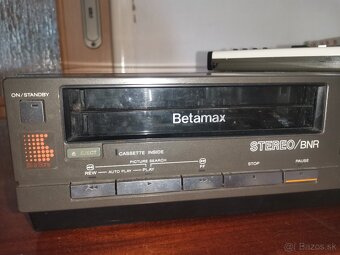 ON/STANDBY
Betamax
STEREO/BNR
EJECT
CASSETTE INSIDE
PICTURE SEARCH
REW
AUTO PLAY
PLAY
FF
STOP
PAUSE
Bazos.sk